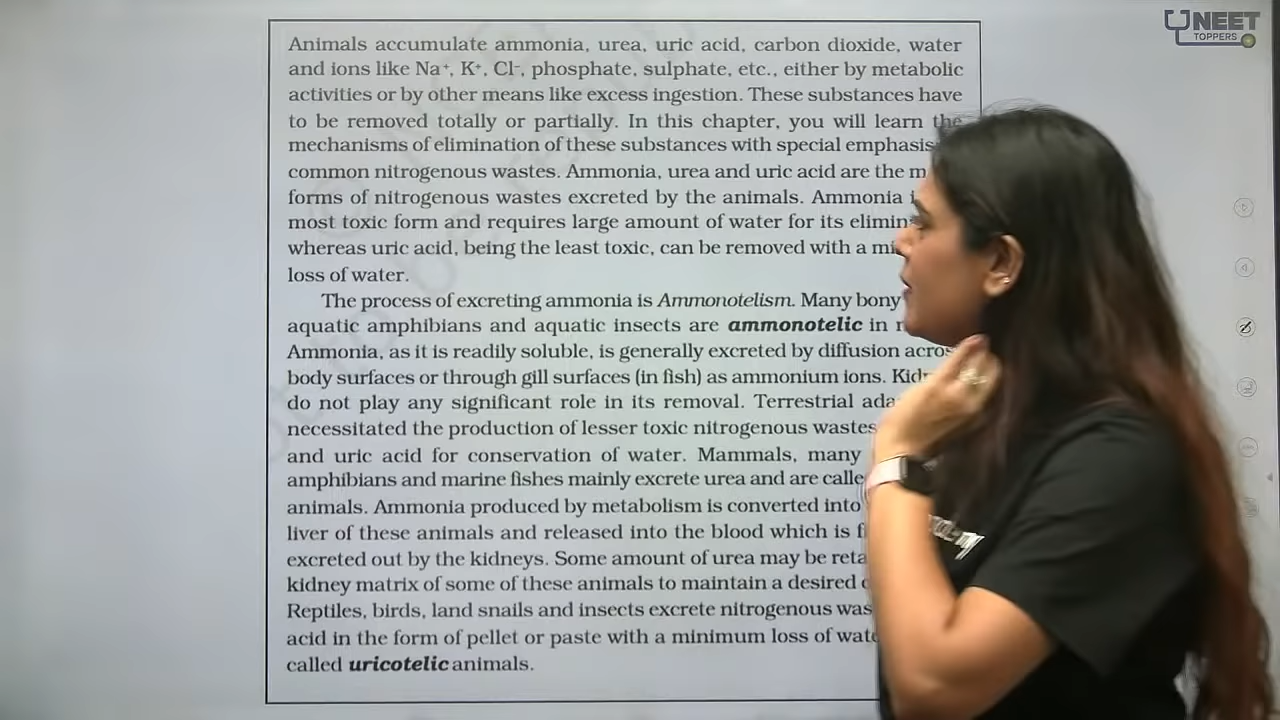 NEET
TOPPERS
Animals accumulate ammonia, urea, uric acid, carbon dioxide, water
and ions like Na⁺, K⁺, Cl⁻, phosphate, sulphate, etc., either by metabolic
activities or by other means like excess ingestion. These substances have
to be removed totally or partially. In this chapter, you will learn the
mechanisms of elimination of these substances with special emphasis
common nitrogenous wastes. Ammonia, urea and uric acid are the
forms of nitrogenous wastes excreted by the animals. Ammonia
most toxic form and requires large amount of water for its
whereas uric acid, being the least toxic, can be removed with a
loss of water.
The process of excreting ammonia is Ammonotelism. Many bony
aquatic amphibians and aquatic insects are ammonotelic in
Ammonia, as it is readily soluble, is generally excreted by diffusion
body surfaces or through gill surfaces (in fish) as ammonium ions.
do not play any significant role in its removal. Terrestrial
necessitated the production of lesser toxic nitrogenous wastes
and uric acid for conservation of water. Mammals, many
amphibians and marine fishes mainly excrete urea and are
animals. Ammonia produced by metabolism is converted into
liver of these animals and released into the blood which is
excreted out by the kidneys. Some amount of urea may be
kidney matrix of some of these animals to maintain a desired
Reptiles, birds, land snails and insects excrete nitrogenous
acid in the form of pellet or paste with a minimum loss of
called uricotelic animals.